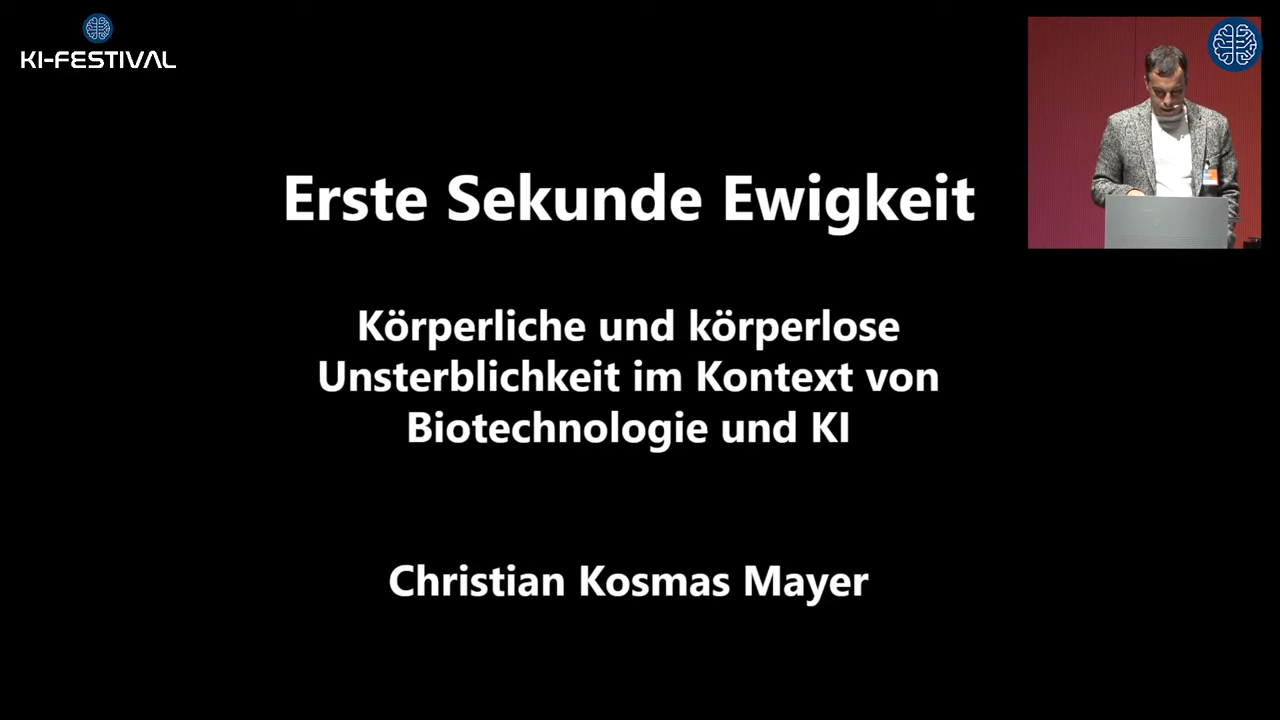 KI-FESTIVAL
Erste Sekunde Ewigkeit
Körperliche und körperlose
Unsterblichkeit im Kontext von
Biotechnologie und KI
Christian Kosmas Mayer